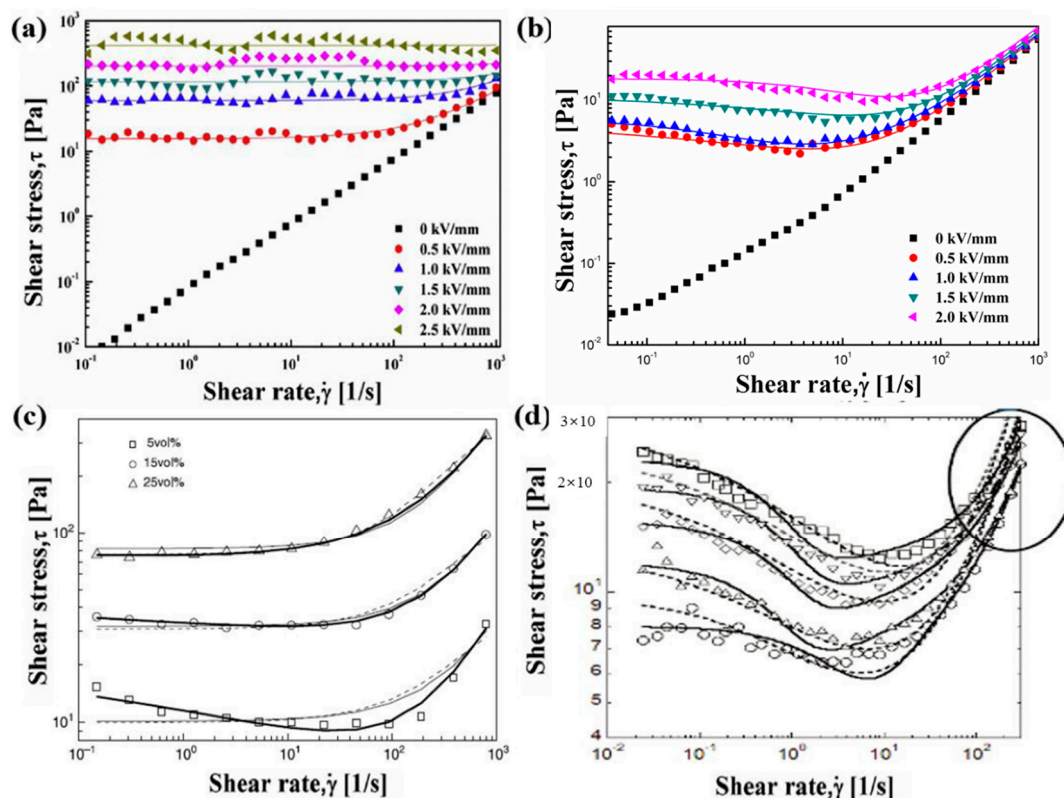 (a)
Shear stress,τ [Pa]
10³
10²
10¹
10⁰
10⁻¹
10⁻²
0 kV/mm
0.5 kV/mm
1.0 kV/mm
1.5 kV/mm
2.0 kV/mm
2.5 kV/mm
10⁻¹ 10⁰ 10¹ 10² 10³
Shear rate,γ̇ [1/s]
(b)
Shear stress,τ [Pa]
10¹
10⁰
10⁻¹
10⁻²
0 kV/mm
0.5 kV/mm
1.0 kV/mm
1.5 kV/mm
2.0 kV/mm
10⁻¹ 10⁰ 10¹ 10² 10³
Shear rate,γ̇ [1/s]
(c)
Shear stress,τ [Pa]
5vol%
15vol%
25vol%
10²
10¹
10⁻¹ 10⁰ 10¹ 10² 10³
Shear rate,γ̇ [1/s]
(d)
Shear stress,τ [Pa]
3×10
2×10
10¹
9
8
7
6
5
4
10⁻² 10⁻¹ 10⁰ 10¹ 10²
Shear rate,γ̇ [1/s]